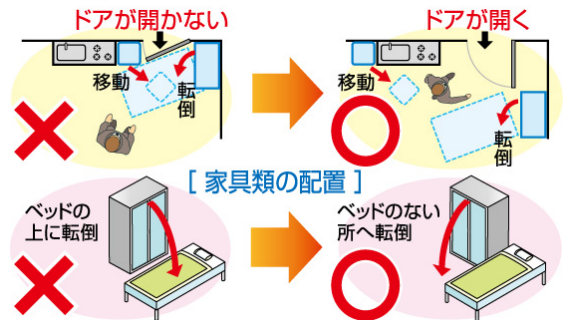 ドアが開かない
ドアが開く
移動
転
倒
移動
転
倒
[ 家具類の配置 ]
ベッドの
上に転倒
ベッドのない
所へ転倒